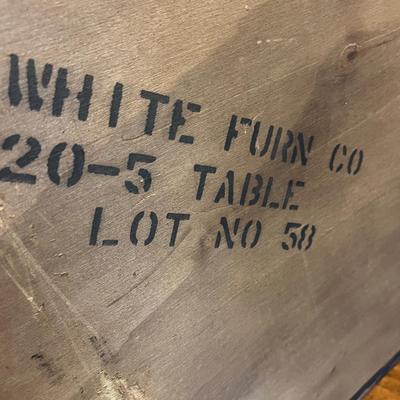 WHITE FURN CO
20-5 TABLE
LOT NO 58